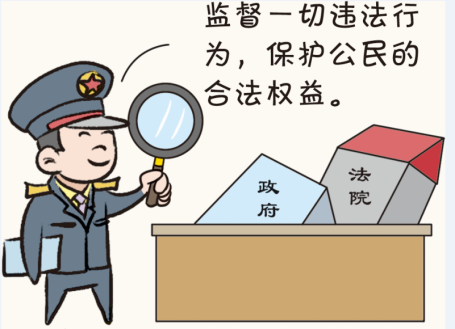 监督一切违法行
为，保护公民的
合法权益。
政府
法院